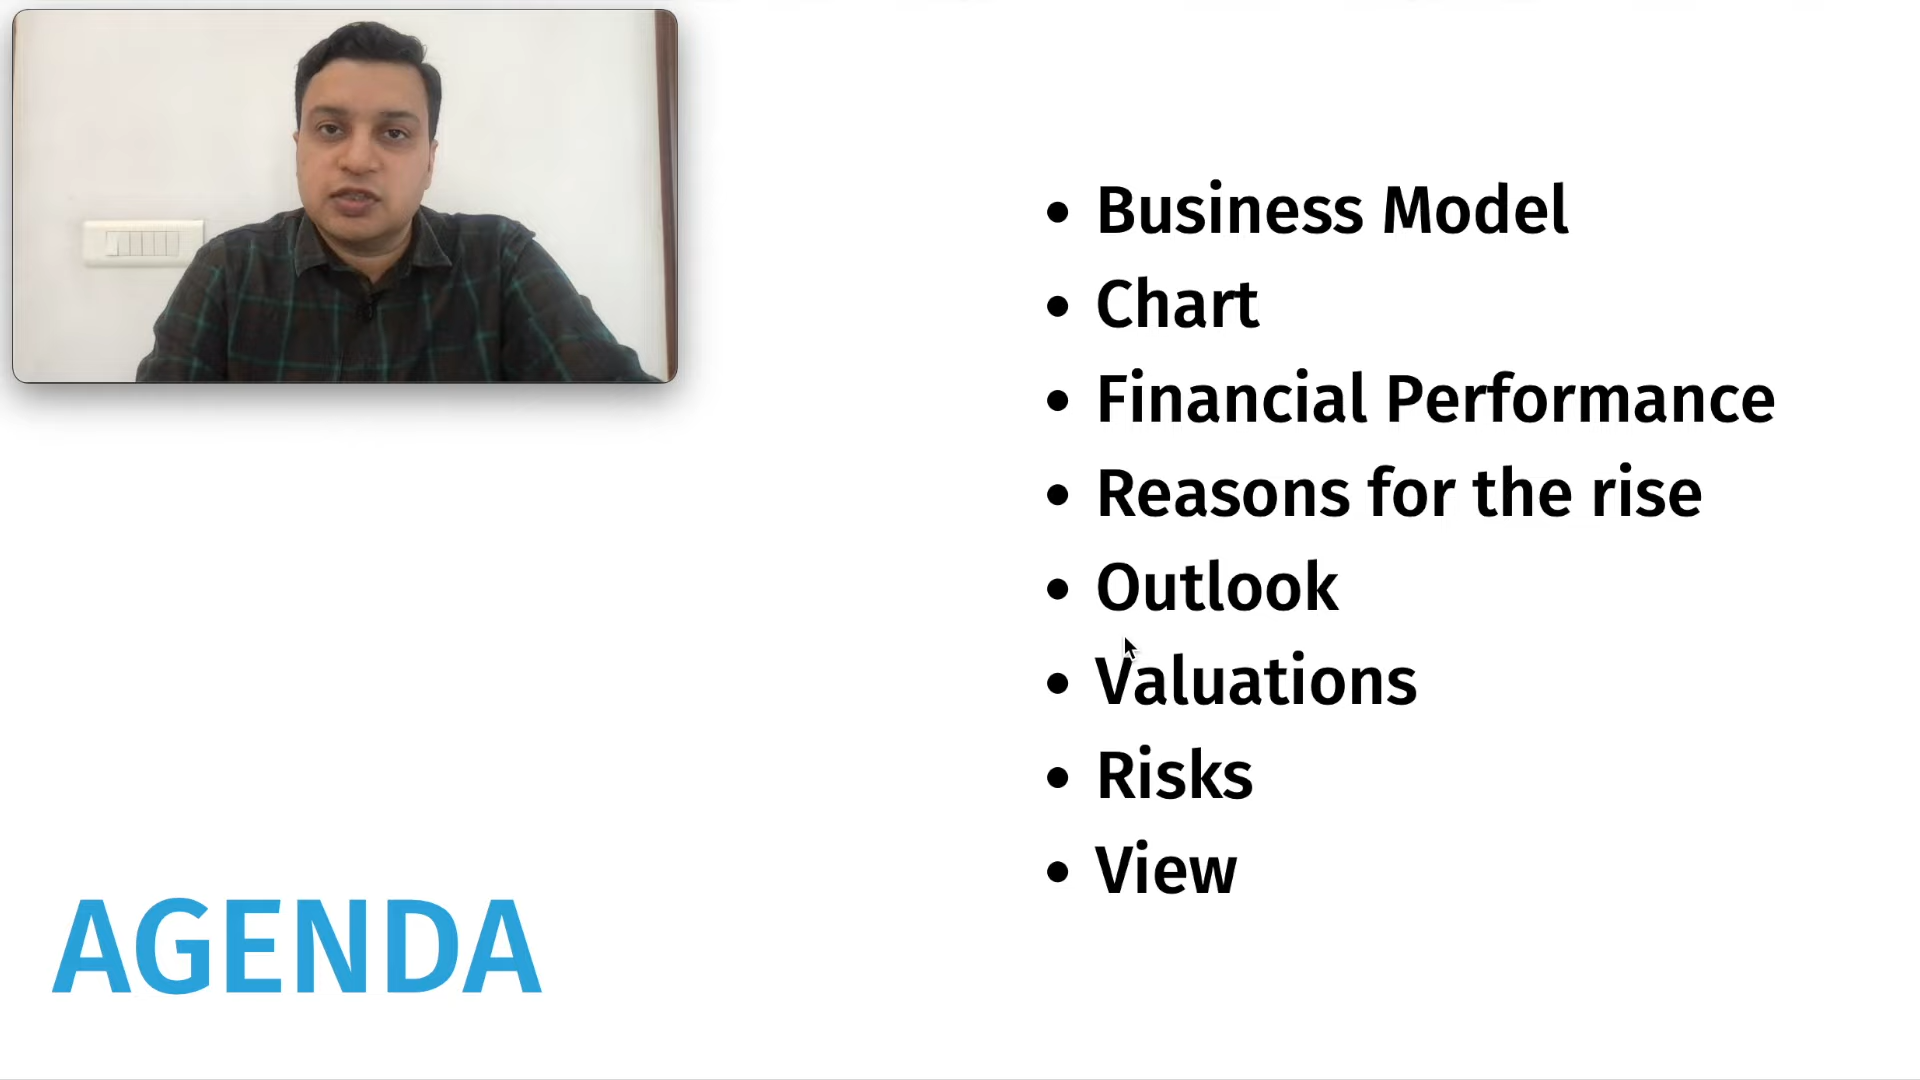 Business Model
Chart
Financial Performance
Reasons for the rise
Outlook
Valuations
Risks
View
AGENDA